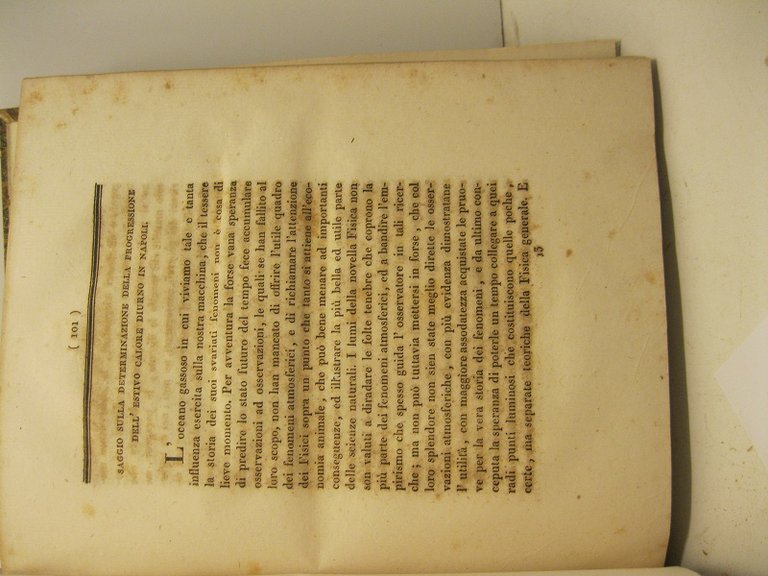 ( 101 )
SAGGIO SULLA DETERMINAZIONE DELLA PROGRESSIONE
DELL' ESTIVO CALORE DIURNO IN NAPOLI.
L' oceano gassoso in cui viviamo tale e tanta
influenza esercita sulla nostra macchina, che il tessere
la storia dei suoi svariati fenomeni non è cosa di
lieve momento. Per avventura la forse vana speranza
di predire lo stato futuro del tempo fece accumulare
osservazioni ad osservazioni, le quali se han fallito al
loro scopo, non han mancato di offrire l'utile quadro
dei fenomeni atmosferici, e di richiamare l'attenzione
dei Fisici sopra un punto che tanto si attiene all'eco-
nomia animale, che può bene menare ad importanti
conseguenze, ed illustrare la più bella ed utile parte
delle scienze naturali. I lumi della novella Fisica non
son valuti a diradare le folte tenebre che coprono la
più parte dei fenomeni atmosferici, ed a bandire l'em-
pirismo che spesso guida l' osservatore in tali ricer-
che; ma non può tuttavia mettersi in forse, che col
loro splendore non sien state meglio dirette le osser-
vazioni atmosferiche, con più evidenza dimostratane
l' utilità, con maggiore assodatezza acquistate le pruo-
ve per la vera storia dei fenomeni, e da ultimo con-
ceputa la speranza di poterle un tempo collegare a quei
radi punti luminosi che costituiscono quelle poche,
certe, ma separate teoriche della Fisica generale. E
15